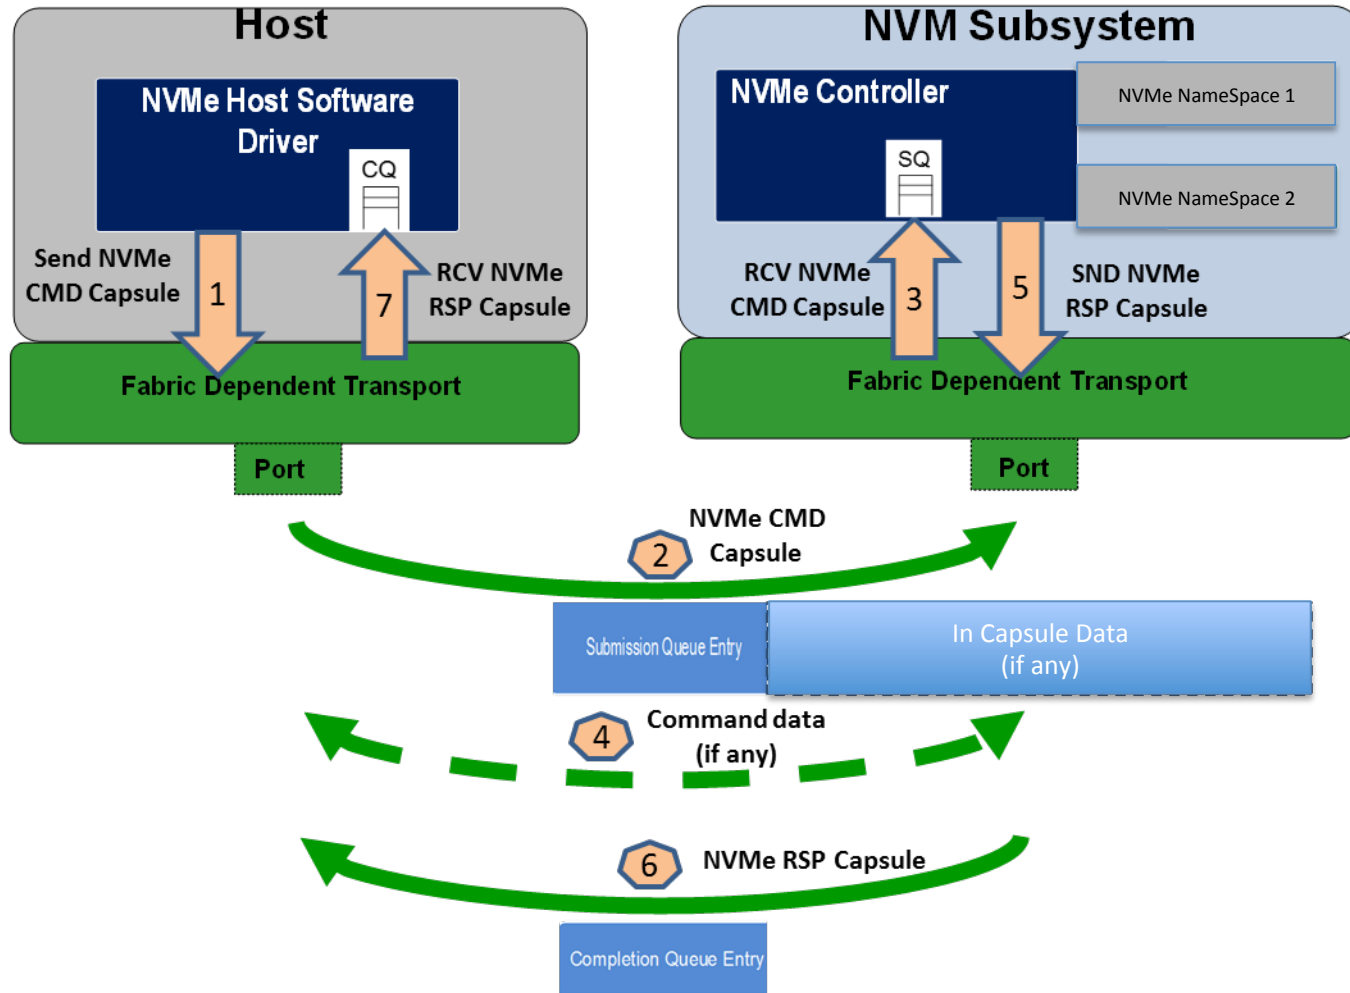 Host
NVM Subsystem
NVMe Host Software
Driver
CQ
NVMe Controller
SQ
NVMe NameSpace 1
NVMe NameSpace 2
Send NVMe
CMD Capsule
1
7
RCV NVMe
RSP Capsule
RCV NVMe
CMD Capsule
3
5
SND NVMe
RSP Capsule
Fabric Dependent Transport
Fabric Dependent Transport
Port
Port
2
NVMe CMD
Capsule
Submission Queue Entry
In Capsule Data
(if any)
4
Command data
(if any)
6
NVMe RSP Capsule
Completion Queue Entry